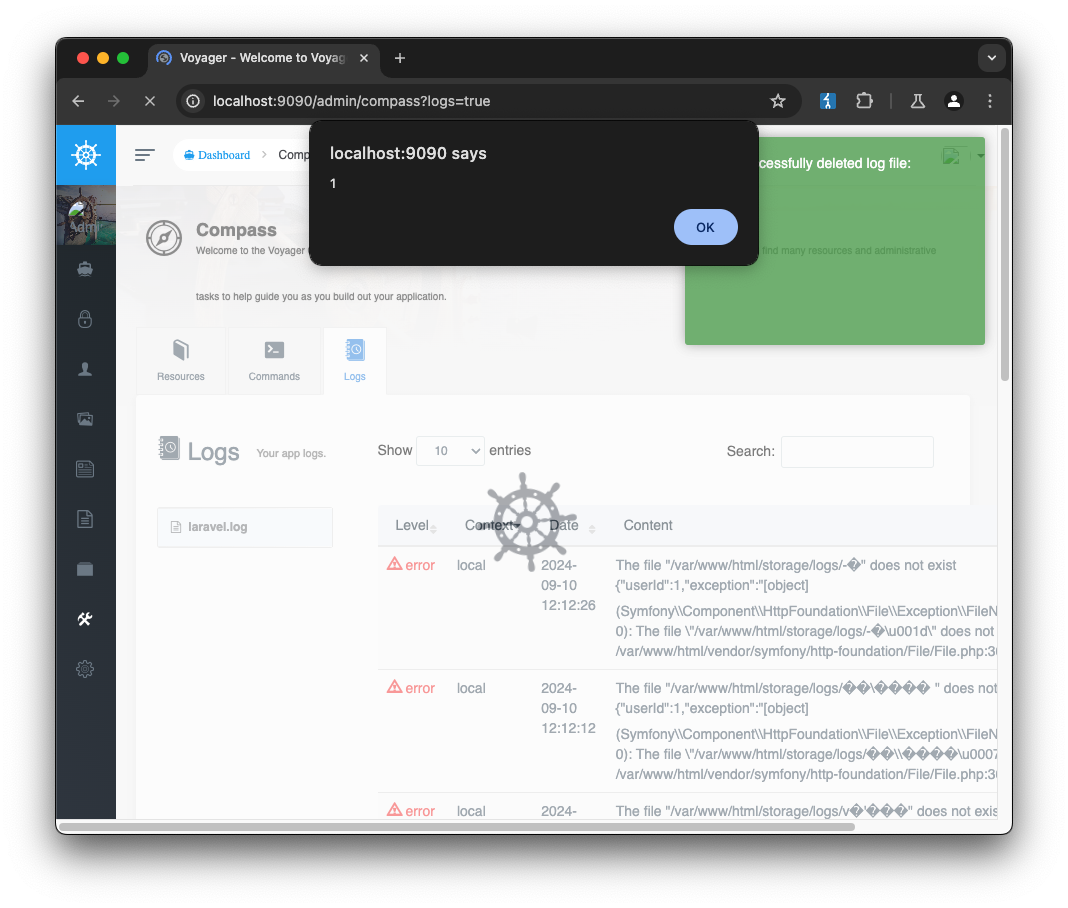 Voyager - Welcome to Voyag
localhost:9090/admin/compass?logs=true
Dashboard
Comp
localhost:9090 says
1
OK
cessfully deleted log file:
Admi
Compass
Welcome to the Voyager
find many resources and administrative
tasks to help guide you as you build out your application.
Resources
Commands
Logs
Logs
Your app logs.
Show 10 entries
Search:
laravel.log
Level
Context
Date
Content
error
local
2024-
09-10
12:12:26
The file "/var/www/html/storage/logs/-�" does not exist
{"userId":1,"exception":"[object]
(Symfony\\Component\\HttpFoundation\\File\\Exception\\FileN
0): The file \"/var/www/html/storage/logs/-�\u001d\" does not
/var/www/html/vendor/symfony/http-foundation/File/File.php:3
error
local
2024-
09-10
12:12:12
The file "/var/www/html/storage/logs/��\���� " does not
{"userId":1,"exception":"[object]
(Symfony\\Component\\HttpFoundation\\File\\Exception\\FileN
0): The file \"/var/www/html/storage/logs/��\\����\u0007
/var/www/html/vendor/symfony/http-foundation/File/File.php:3
error
local
2024-
The file "/var/www/html/storage/logs/v�'���" does not exis